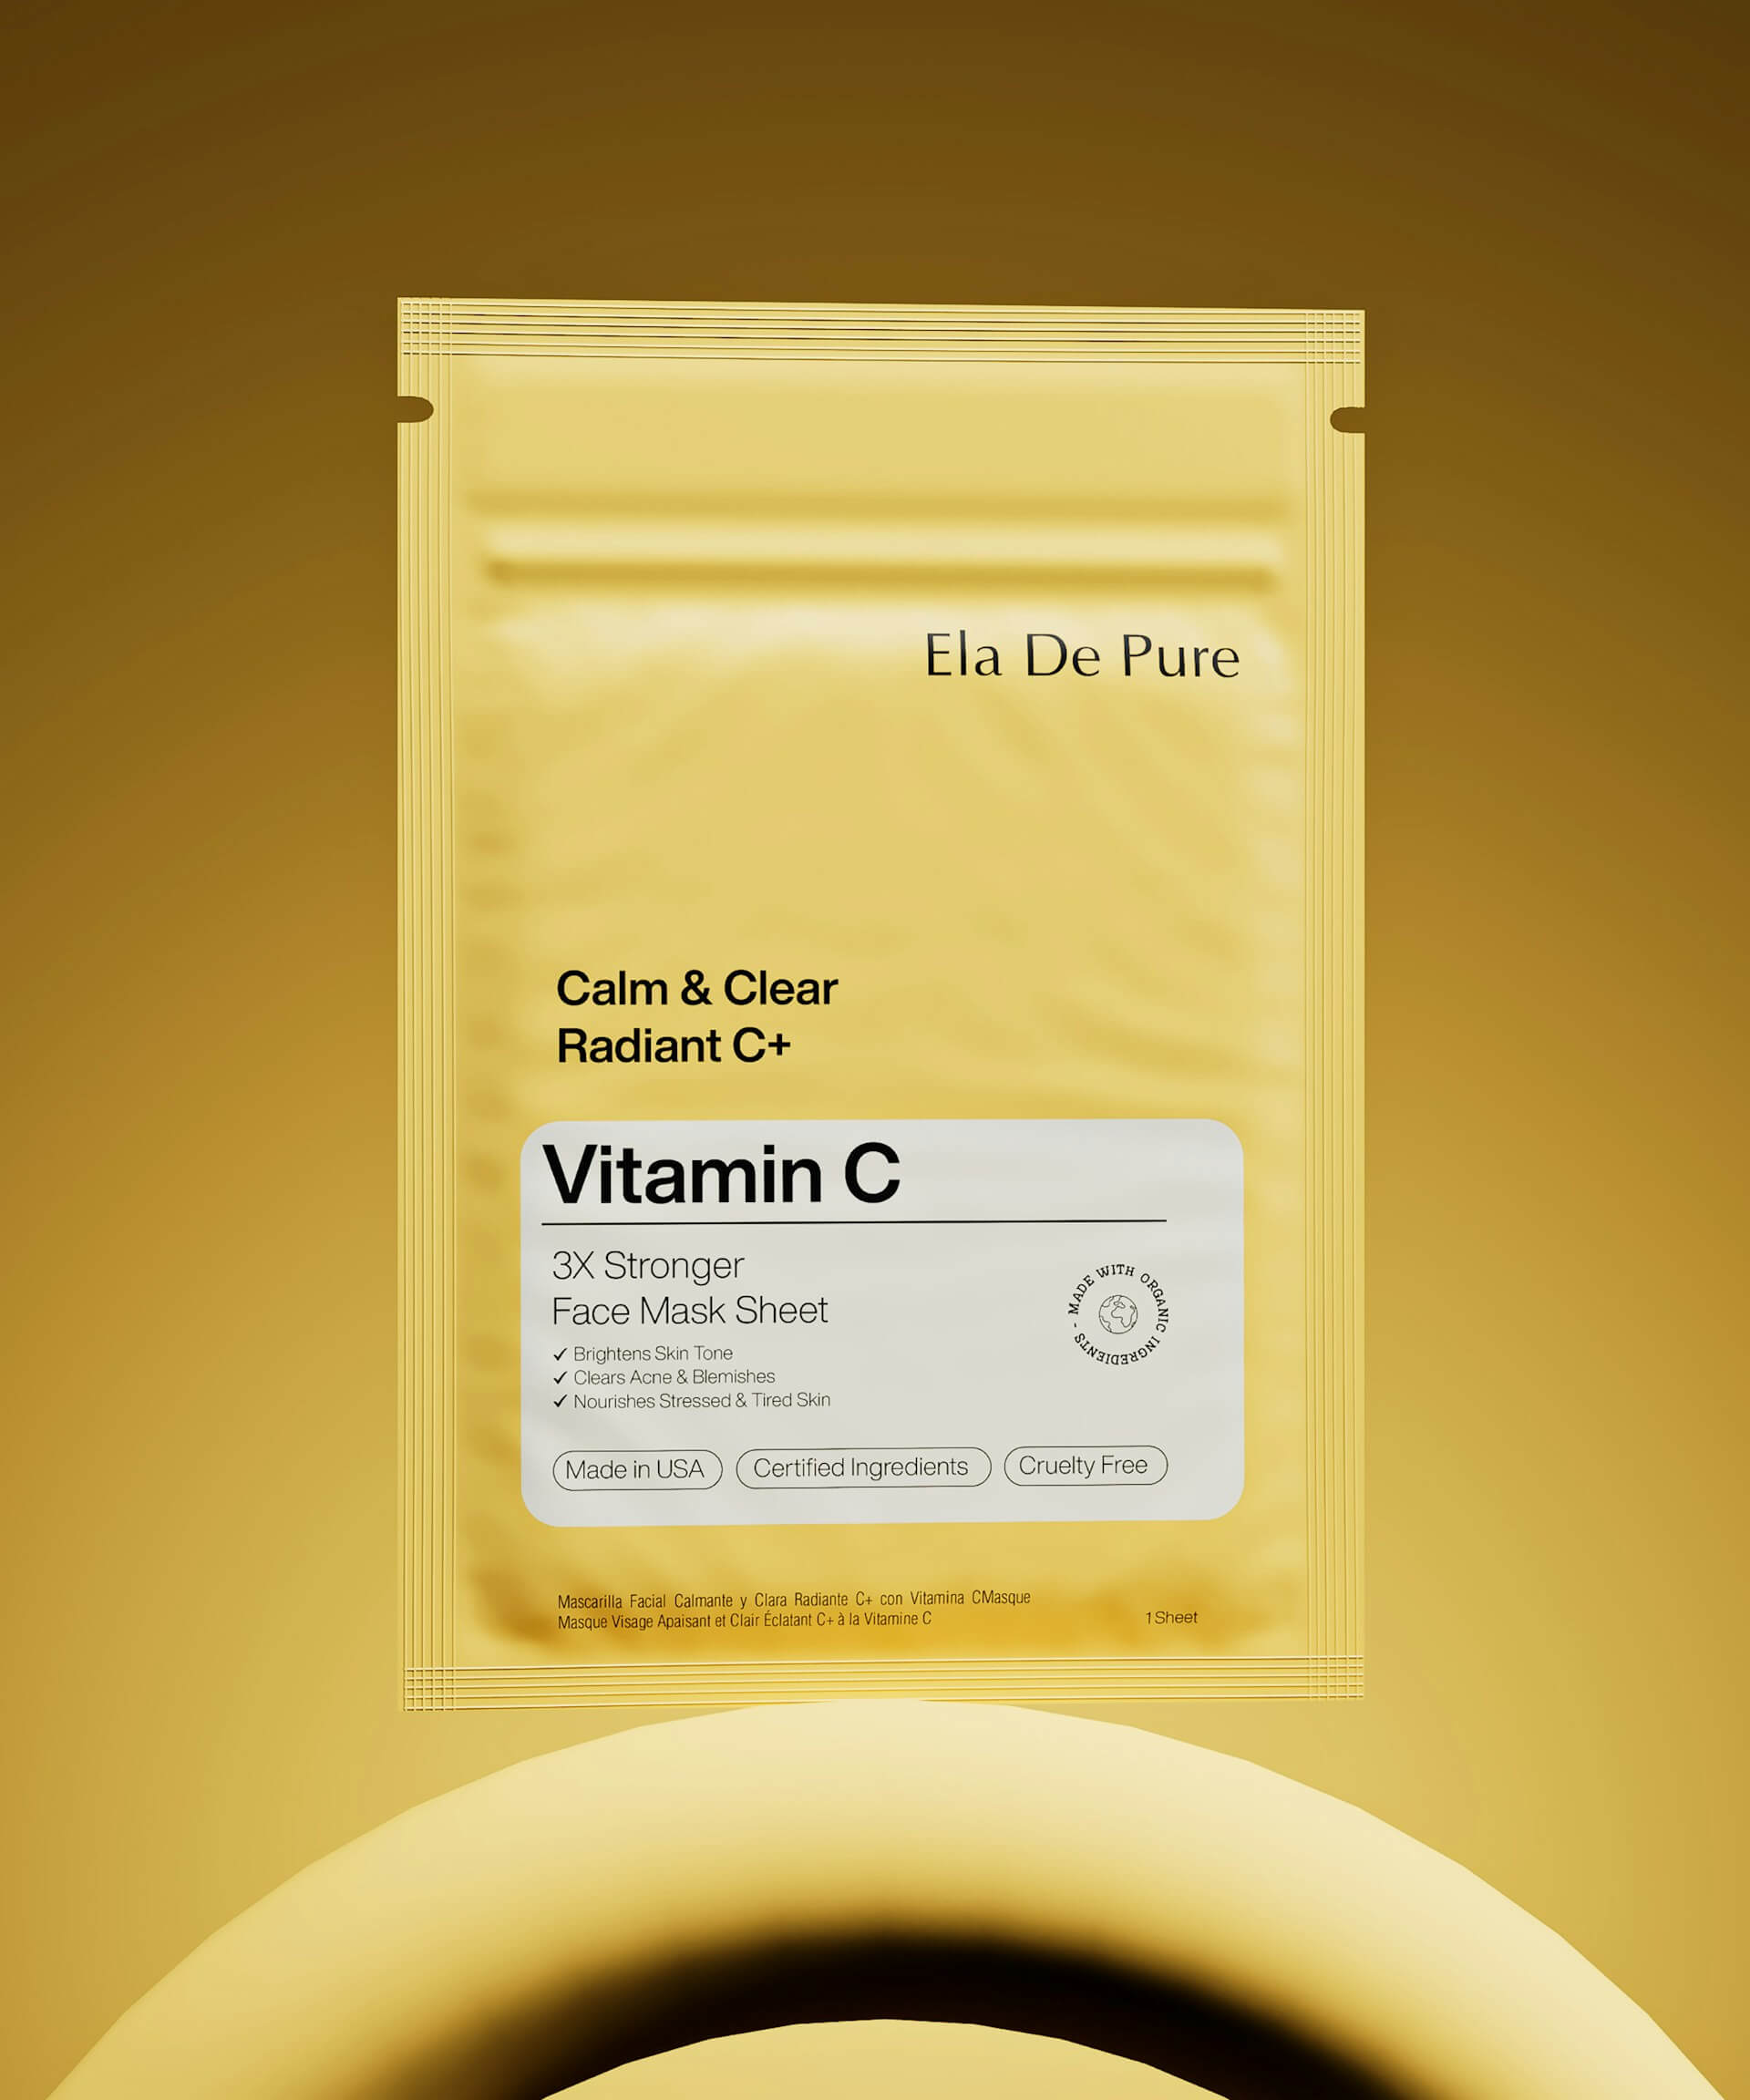 Ela De Pure
Calm & Clear
Radiant C+
Vitamin C
3X Stronger
Face Mask Sheet
✓ Brightens Skin Tone
✓ Clears Acne & Blemishes
✓ Nourishes Stressed & Tired Skin
MADE WITH ORGANIC INGREDIENTS -
Made in USA
Certified Ingredients
Cruelty Free
Mascarilla Facial Calmante y Clara Radiante C+ con Vitamina CMasque
Masque Visage Apaisant et Clair Éclatant C+ à la Vitamine C
1 Sheet